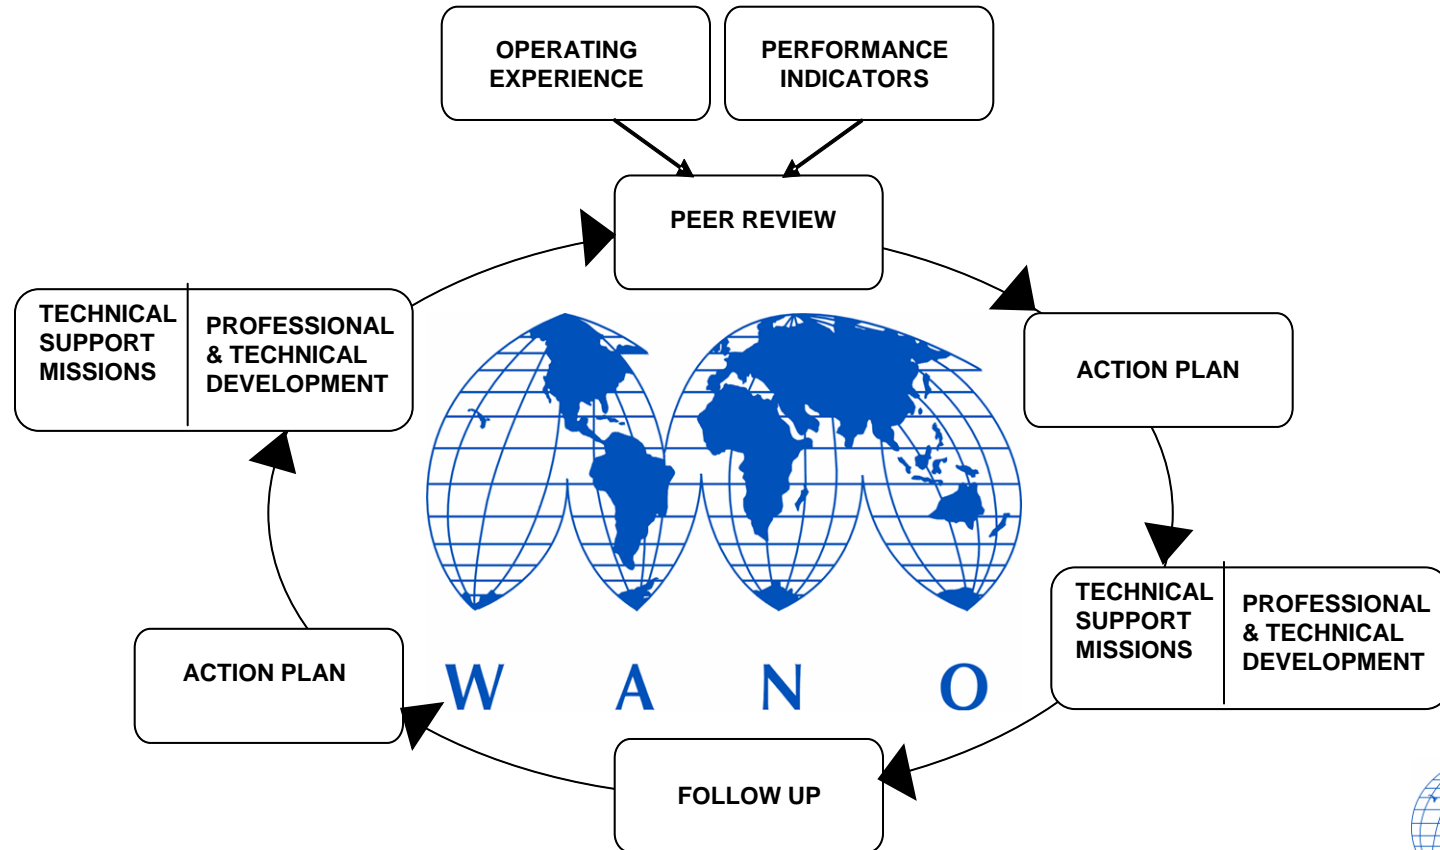 OPERATING
EXPERIENCE
PERFORMANCE
INDICATORS
PEER REVIEW
TECHNICAL
SUPPORT
MISSIONS
PROFESSIONAL
& TECHNICAL
DEVELOPMENT
ACTION PLAN
TECHNICAL
SUPPORT
MISSIONS
PROFESSIONAL
& TECHNICAL
DEVELOPMENT
ACTION PLAN
W A N O
FOLLOW UP